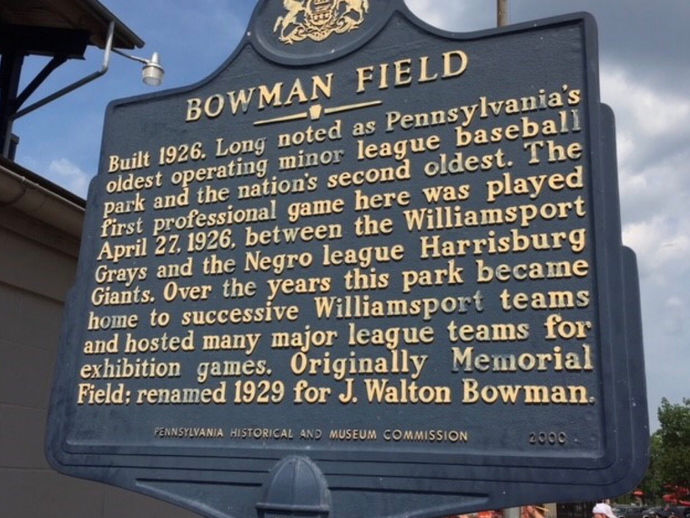 BOWMAN FIELD
Built 1926. Long noted as Pennsylvania's
oldest operating minor league baseball
park and the nation's second oldest. The
first professional game here was played
April 27, 1926, between the Williamsport
Grays and the Negro league Harrisburg
Giants. Over the years this park became
home to successive Williamsport teams
and hosted many major league teams for
exhibition games. Originally Memorial
Field; renamed 1929 for J. Walton Bowman.
PENNSYLVANIA HISTORICAL AND MUSEUM COMMISSION 2000